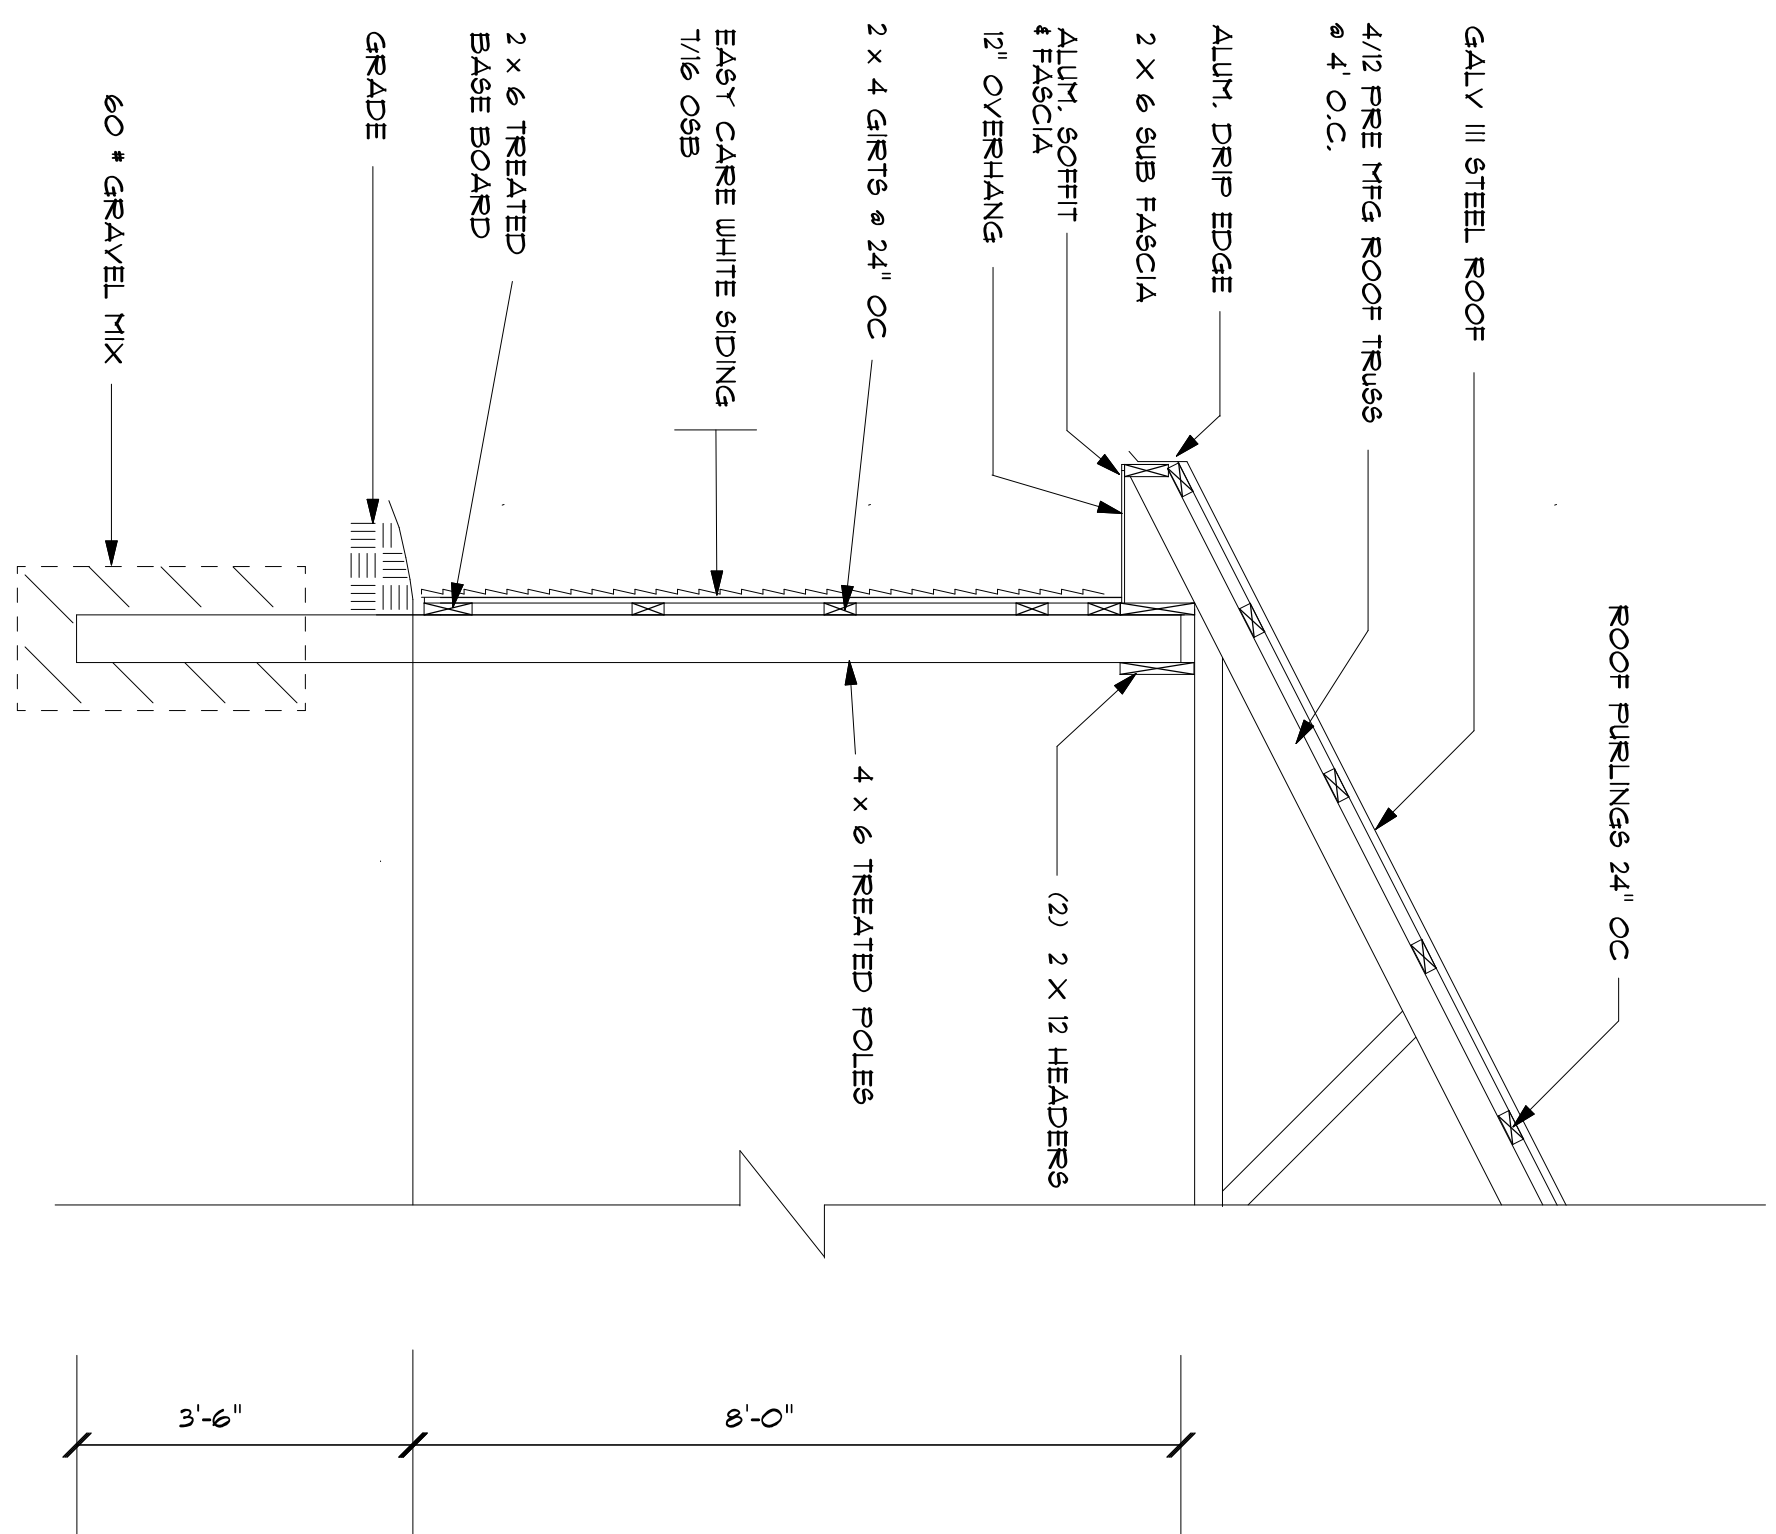 GALV III STEEL ROOF
4/12 PRE MFG ROOF TRuSS
@ 4' O.C.
ALUM. DRIP EDGE
2 X 6 SUB FASCIA
ALUM. SOFFIT
& FASCIA
12" OVERHANG
2 x 4 GIRTS @ 24" OC
EASY CARE WHITE SIDING
7/16 OSB
2 x 6 TREATED
BASE BOARD
GRADE
60 # GRAVEL MIX
ROOF PURLINGS 24" OC
(2) 2 X 12 HEADERS
4 x 6 TREATED POLES
3'-6"
8'-0"